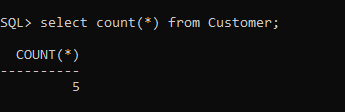 SQL> select count(*) from Customer;
COUNT(*)
----------
5